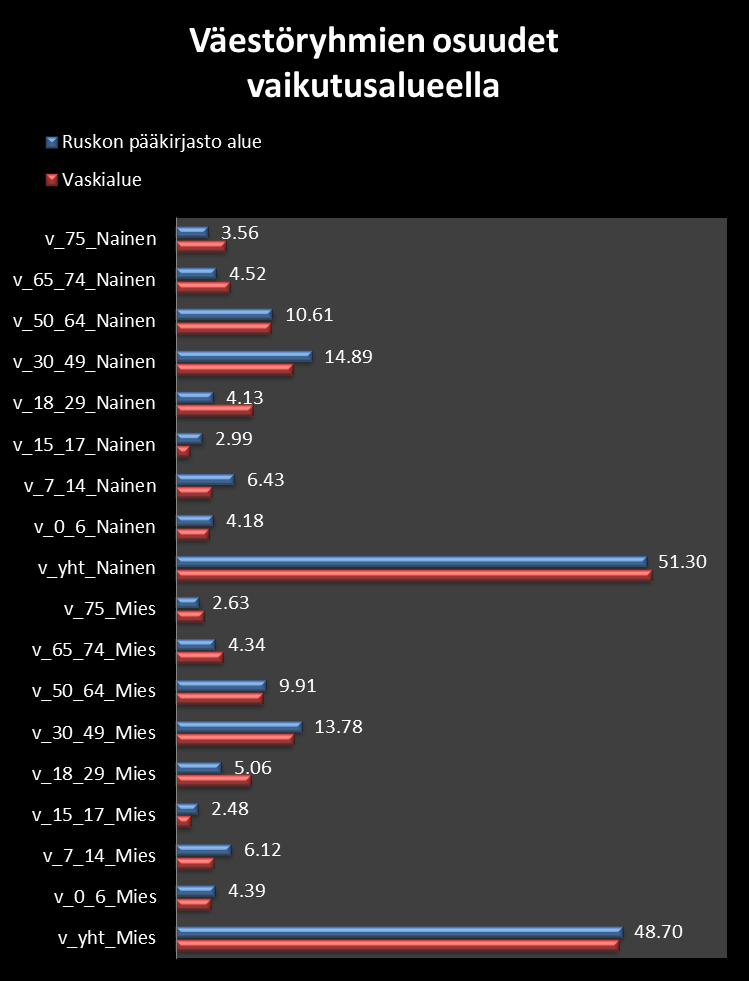 Väestöryhmien osuudet
vaikutusalueella
Ruskon pääkirjasto alue
Vaskialue
v_75_Nainen 3.56
v_65_74_Nainen 4.52
v_50_64_Nainen 10.61
v_30_49_Nainen 14.89
v_18_29_Nainen 4.13
v_15_17_Nainen 2.99
v_7_14_Nainen 6.43
v_0_6_Nainen 4.18
v_yht_Nainen 51.30
v_75_Mies 2.63
v_65_74_Mies 4.34
v_50_64_Mies 9.91
v_30_49_Mies 13.78
v_18_29_Mies 5.06
v_15_17_Mies 2.48
v_7_14_Mies 6.12
v_0_6_Mies 4.39
v_yht_Mies 48.70